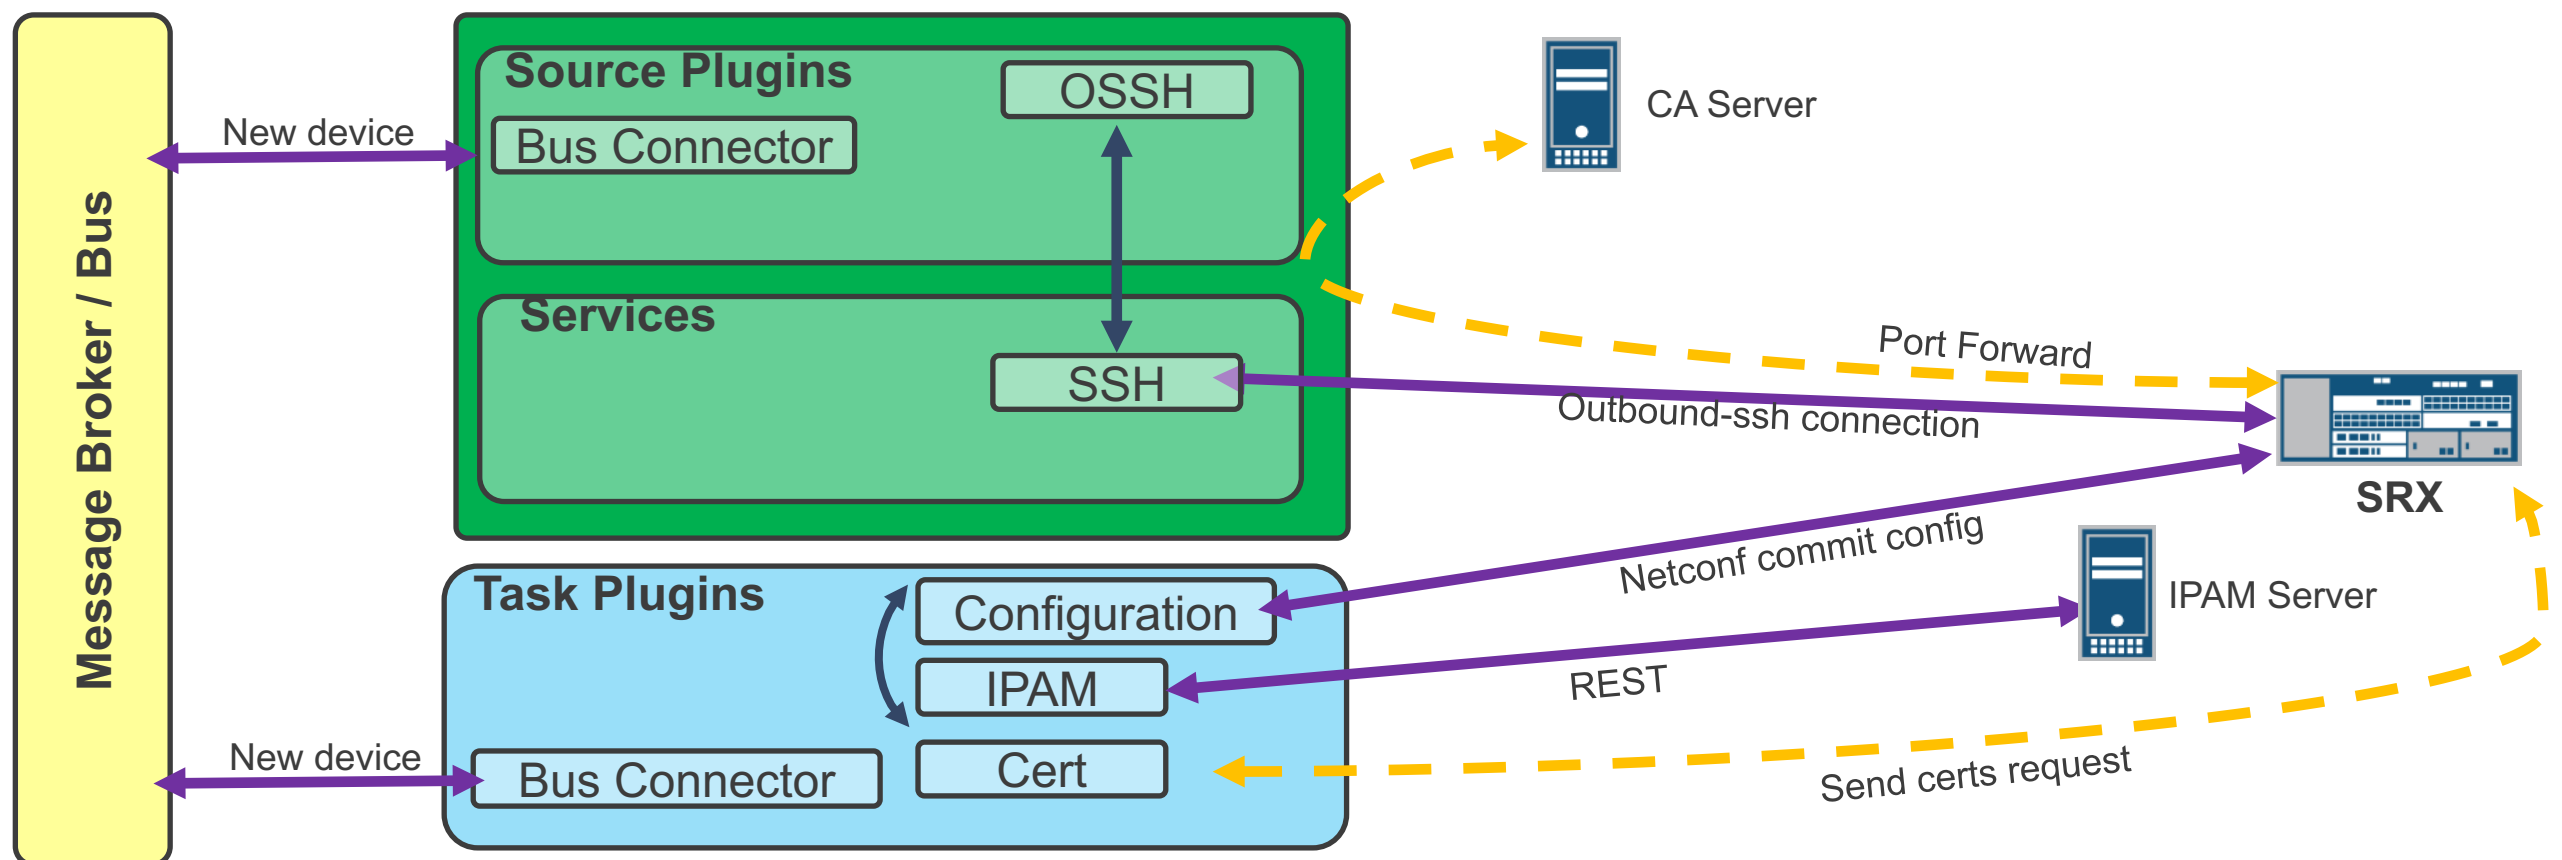 Message Broker / Bus
New device
Source Plugins
OSSH
Bus Connector
Services
SSH
CA Server
Port Forward
Outbound-ssh connection
SRX
Netconf commit config
Task Plugins
Configuration
IPAM Server
IPAM
REST
New device
Bus Connector
Cert
Send certs request